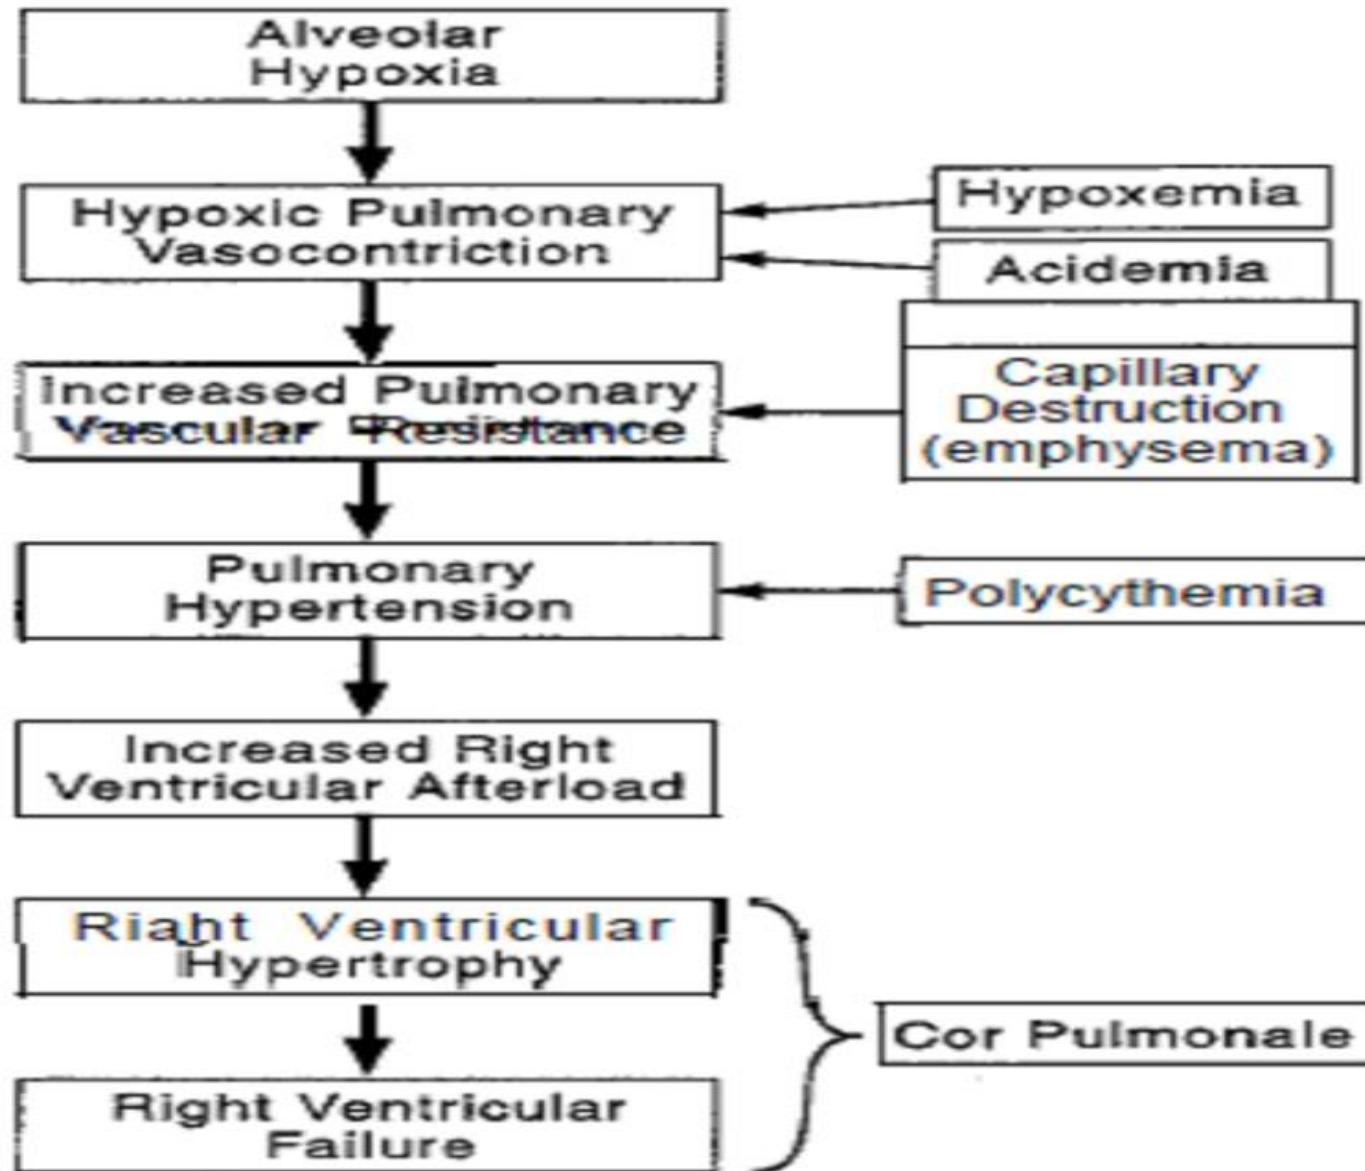 Alveolar
Hypoxia
Hypoxic Pulmonary
Vasocontriction
Hypoxemia
Acidemia
Increased Pulmonary
Vascular Resistance
Capillary
Destruction
(emphysema)
Pulmonary
Hypertension
Polycythemia
Increased Right
Ventricular Afterload
Right Ventricular
Hypertrophy
Cor Pulmonale
Right Ventricular
Failure